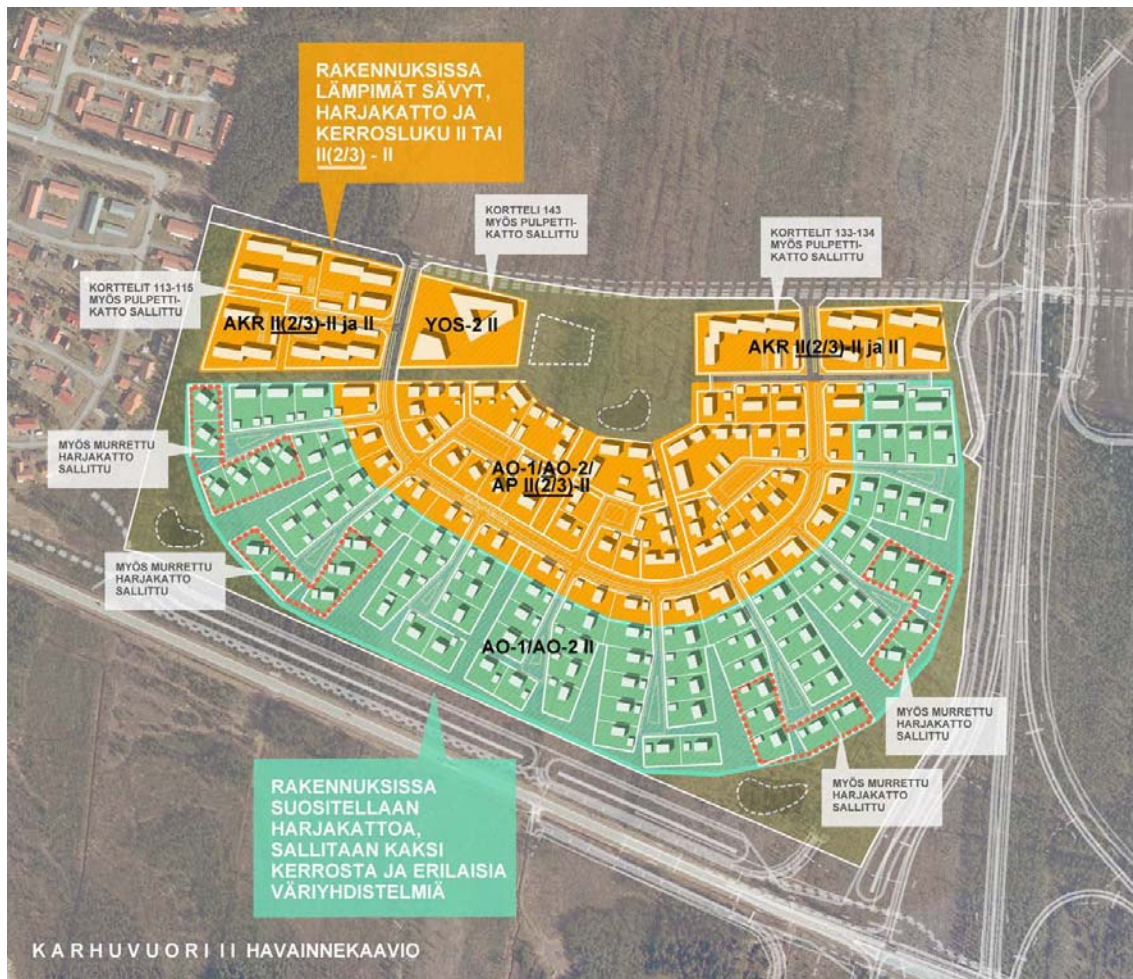 RAKENNUKSISSA
LÄMPIMÄT SÄVYT,
HARJAKATTO JA
KERROSLUKU II TAI
II(2/3) - II
KORTTELI 143
MYÖS PULPETTI-
KATTO SALLITTU
KORTTELIT 133-134
MYÖS PULPETTI-
KATTO SALLITTU
KORTTELIT 113-115
MYÖS PULPETTI-
KATTO SALLITTU
AKR II(2/3)-II ja II
YOS-2 II
AKR II(2/3)-II ja II
MYÖS MURRETTU
HARJAKATTO
SALLITTU
AO-1/AO-2/
AP II(2/3)-II
MYÖS MURRETTU
HARJAKATTO
SALLITTU
AO-1/AO-2 II
MYÖS MURRETTU
HARJAKATTO
SALLITTU
MYÖS MURRETTU
HARJAKATTO
SALLITTU
RAKENNUKSISSA
SUOSITELLAAN
HARJAKATTOA,
SALLITAAN KAKSI
KERROSTA JA ERILAISIA
VÄRIYHDISTELMIÄ
KARHUVUORI II HAVAINNEKAAVIO